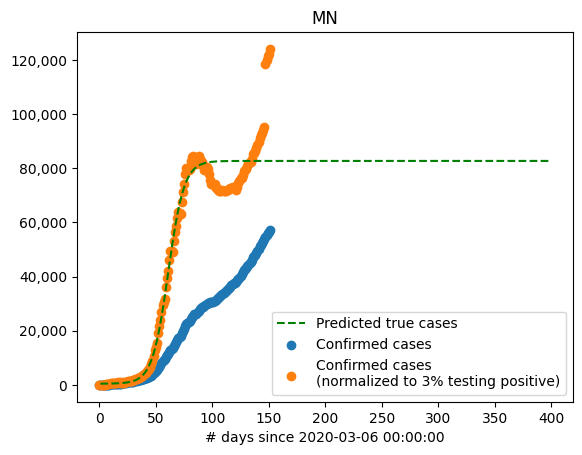 MN
120,000
100,000
80,000
60,000
40,000
20,000
0
Predicted true cases
Confirmed cases
Confirmed cases
(normalized to 3% testing positive)
0 50 100 150 200 250 300 350 400
# days since 2020-03-06 00:00:00